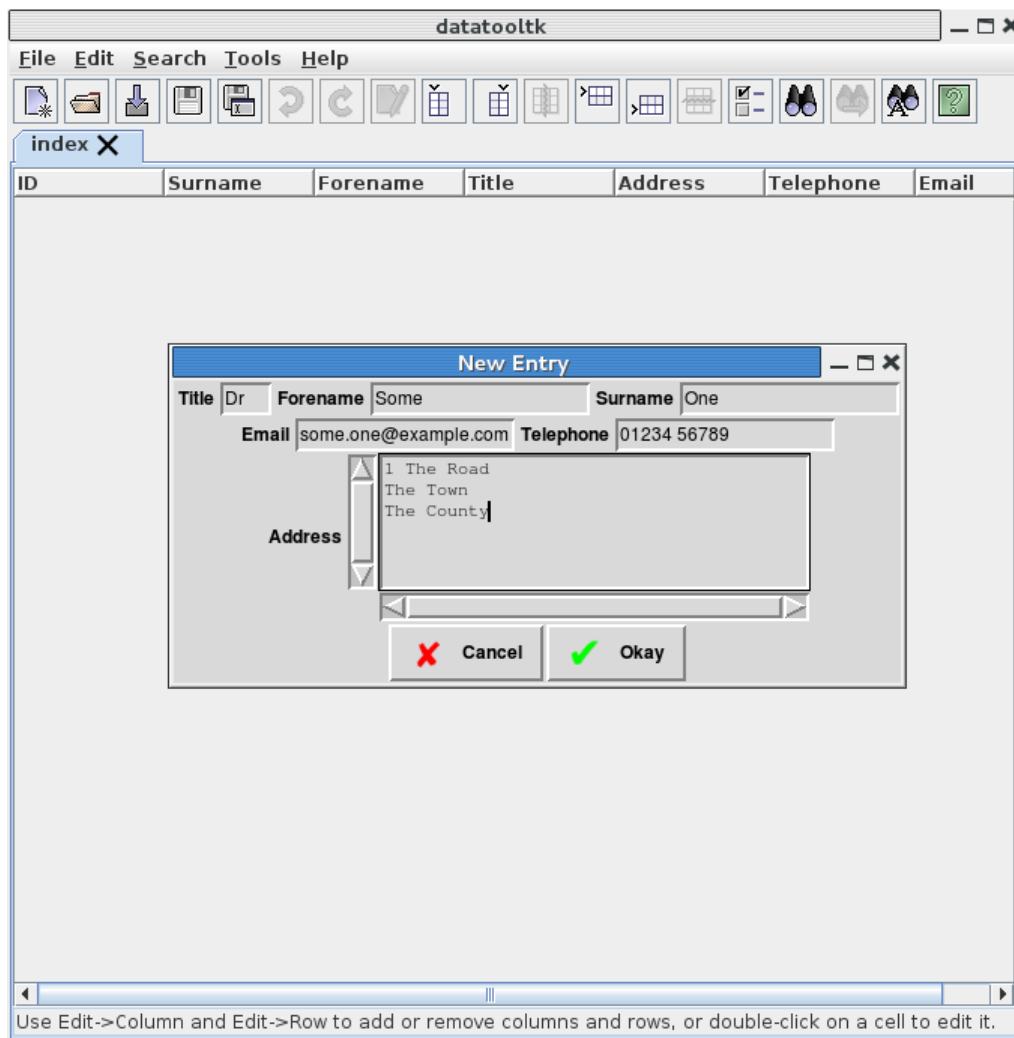 datatooltk
File Edit Search Tools Help
index
ID Surname Forename Title Address Telephone Email
New Entry
Title Dr Forename Some Surname One
Email some.one@example.com Telephone 01234 56789
Address
1 The Road
The Town
The County
Cancel Okay
Use Edit->Column and Edit->Row to add or remove columns and rows, or double-click on a cell to edit it.